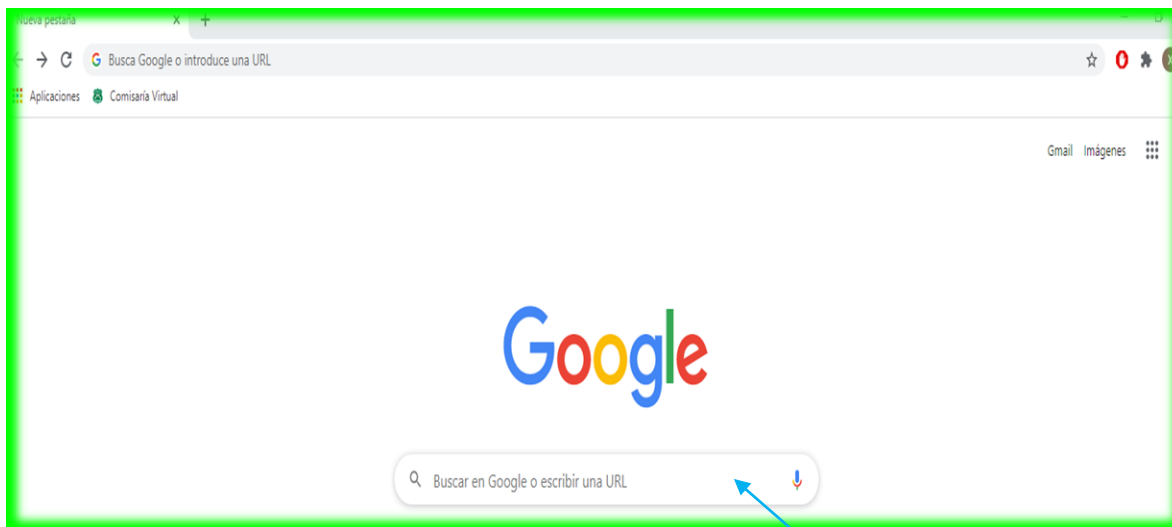 Nueva pestaña
Busca Google o introduce una URL
Aplicaciones Comisaría Virtual
Gmail Imágenes
Google
Buscar en Google o escribir una URL